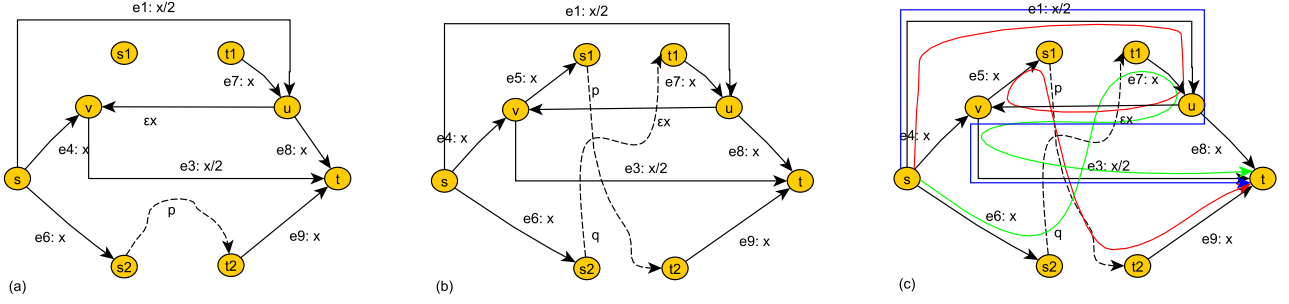 e1: x/2
s1
t1
e7: x
v
u
εx
e4: x
e8: x
e3: x/2
s
t
p
e6: x
e9: x
s2
t2
(a)
e1: x/2
s1
t1
e5: x
e7: x
p
v
u
εx
e4: x
e8: x
e3: x/2
s
t
e6: x
q
e9: x
s2
t2
(b)
e1: x/2
s1
t1
e5: x
e7: x
p
v
u
εx
e4: x
e8: x
e3: x/2
s
t
e6: x
q
e9: x
s2
t2
(c)